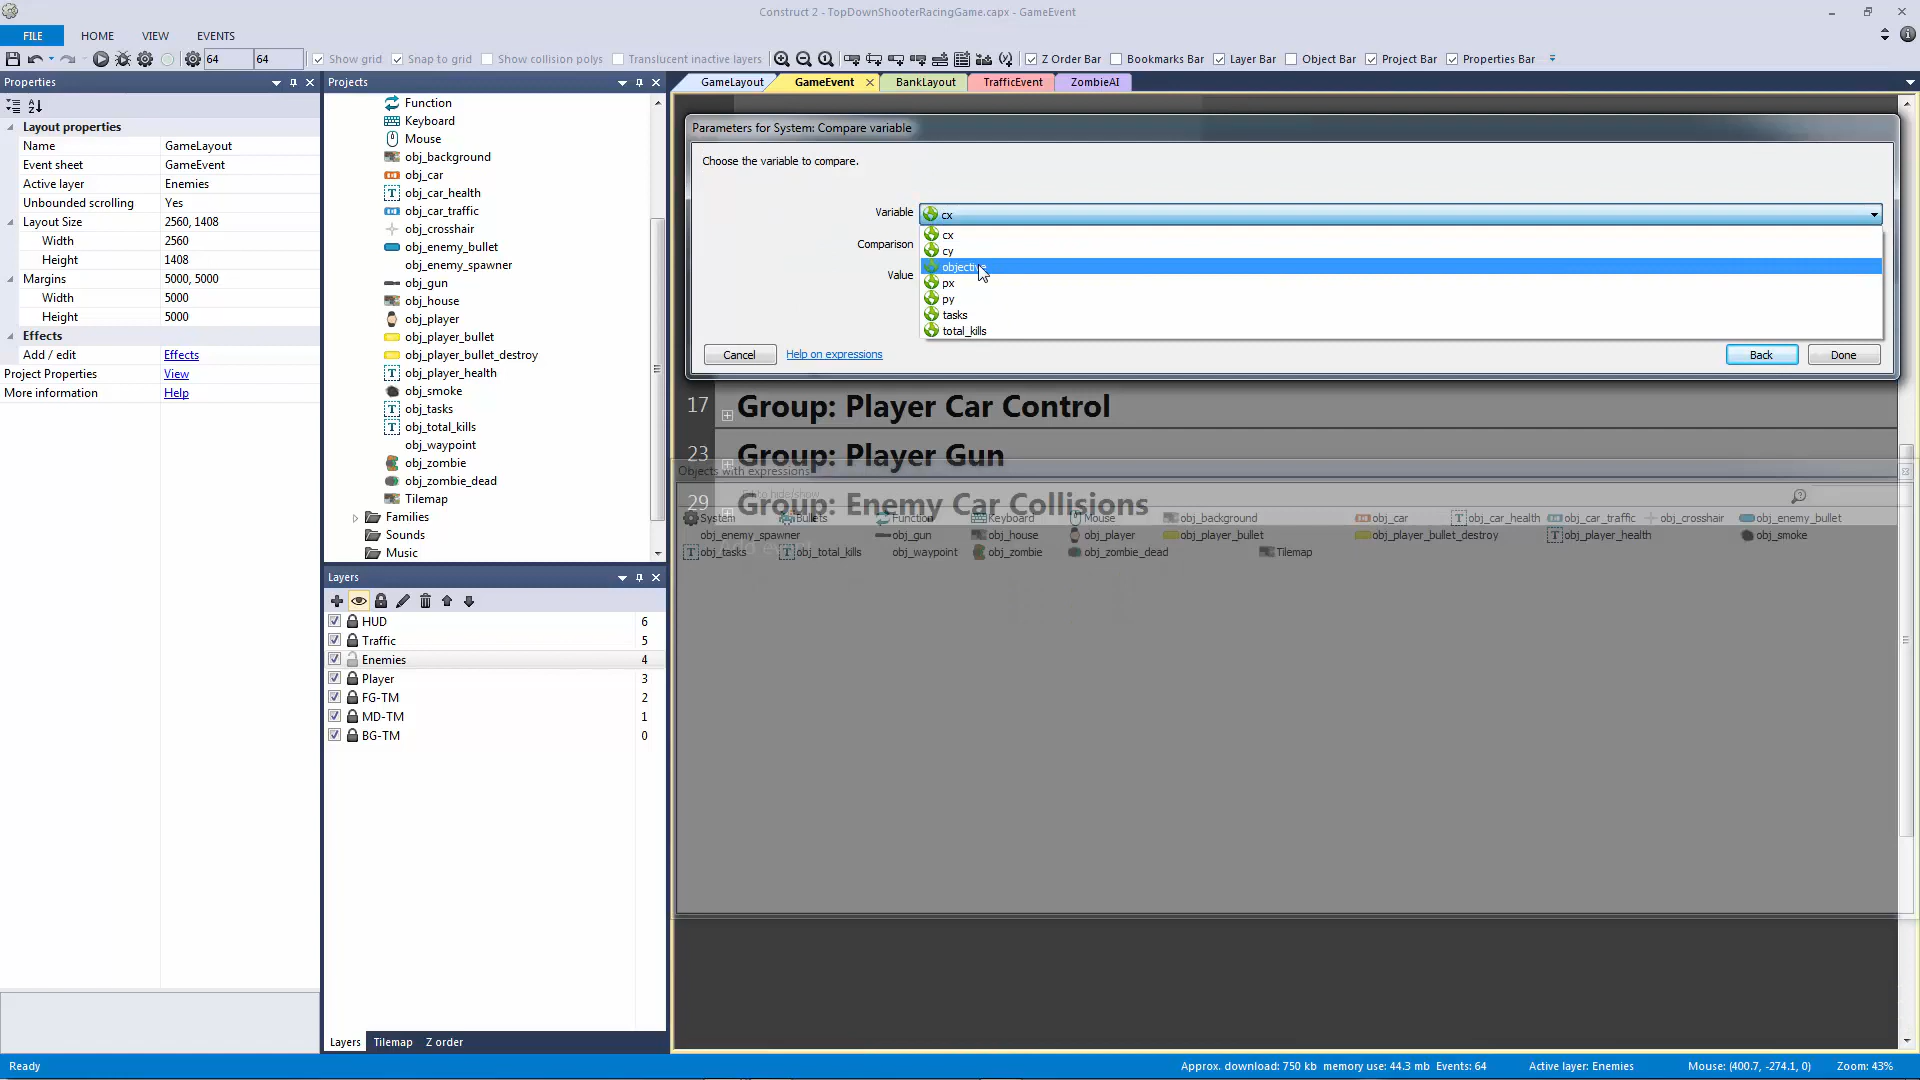 Construct 2 - TopDownShooterRacingGame.capx - GameEvent
FILE HOME VIEW EVENTS
64 64 Show grid Snap to grid Show collision polys Translucent inactive layers Z Order Bar Bookmarks Bar Layer Bar Object Bar Project Bar Properties Bar
Properties
Layout properties
Name GameLayout
Event sheet GameEvent
Active layer Enemies
Unbounded scrolling Yes
Layout Size 2560, 1408
Width 2560
Height 1408
Margins 5000, 5000
Width 5000
Height 5000
Effects
Add / edit Effects
Project Properties View
More information Help
Projects
Function
Keyboard
Mouse
obj_background
obj_car
obj_car_health
obj_car_traffic
obj_crosshair
obj_enemy_bullet
obj_enemy_spawner
obj_gun
obj_house
obj_player
obj_player_bullet
obj_player_bullet_destroy
obj_player_health
obj_smoke
obj_tasks
obj_total_kills
obj_waypoint
obj_zombie
obj_zombie_dead
Tilemap
Families
Sounds
Music
Layers
HUD 6
Traffic 5
Enemies 4
Player 3
FG-TM 2
MD-TM 1
BG-TM 0
Layers Tilemap Z order
GameLayout GameEvent BankLayout TrafficEvent ZombieAI
Parameters for System: Compare variable
Choose the variable to compare.
Variable cx
Comparison
Value
cx
cy
objective
px
py
tasks
total_kills
Cancel Help on expressions Back Done
17 Group: Player Car Control
23 Group: Player Gun
Objects with expressions
29 Group: Enemy Car Collisions
System Bullets Function Keyboard Mouse obj_background obj_car obj_car_health obj_car_traffic obj_crosshair obj_enemy_bullet
obj_enemy_spawner obj_gun obj_house obj_player obj_player_bullet obj_player_bullet_destroy obj_player_health obj_smoke
obj_tasks obj_total_kills obj_waypoint obj_zombie obj_zombie_dead Tilemap
Ready Approx. download: 750 kb memory use: 44.3 mb Events: 64 Active layer: Enemies Mouse: (400.7, -274.1, 0) Zoom: 43%